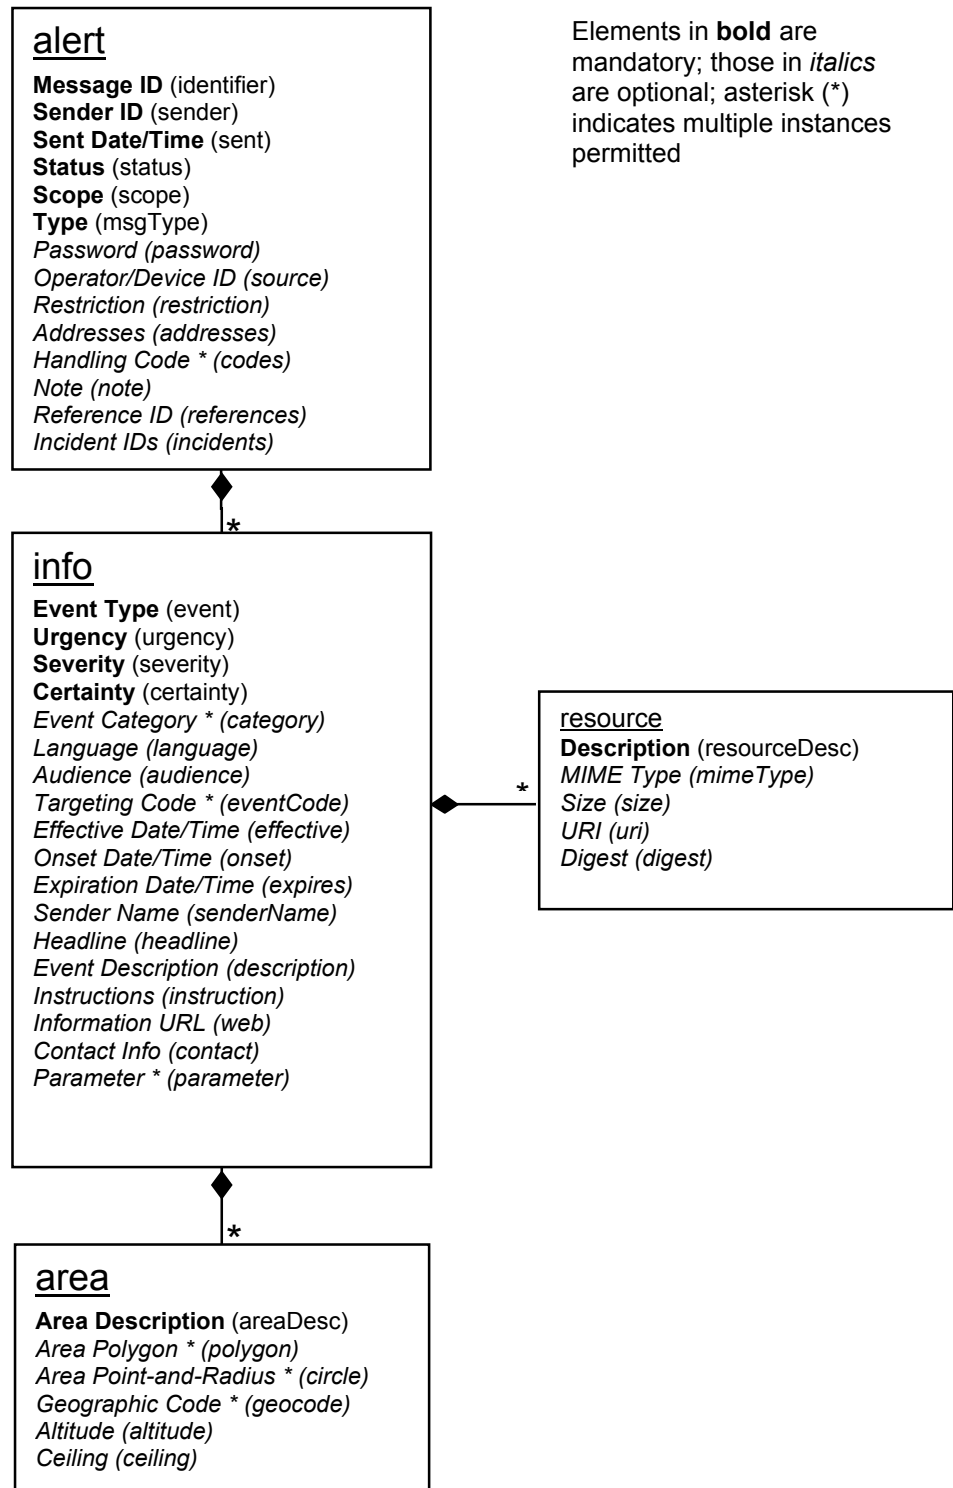 alert
Message ID (identifier)
Sender ID (sender)
Sent Date/Time (sent)
Status (status)
Scope (scope)
Type (msgType)
Password (password)
Operator/Device ID (source)
Restriction (restriction)
Addresses (addresses)
Handling Code * (codes)
Note (note)
Reference ID (references)
Incident IDs (incidents)
Elements in bold are
mandatory; those in italics
are optional; asterisk (*)
indicates multiple instances
permitted
*
info
Event Type (event)
Urgency (urgency)
Severity (severity)
Certainty (certainty)
Event Category * (category)
Language (language)
Audience (audience)
Targeting Code * (eventCode)
Effective Date/Time (effective)
Onset Date/Time (onset)
Expiration Date/Time (expires)
Sender Name (senderName)
Headline (headline)
Event Description (description)
Instructions (instruction)
Information URL (web)
Contact Info (contact)
Parameter * (parameter)
*
resource
Description (resourceDesc)
MIME Type (mimeType)
Size (size)
URI (uri)
Digest (digest)
*
area
Area Description (areaDesc)
Area Polygon * (polygon)
Area Point-and-Radius * (circle)
Geographic Code * (geocode)
Altitude (altitude)
Ceiling (ceiling)